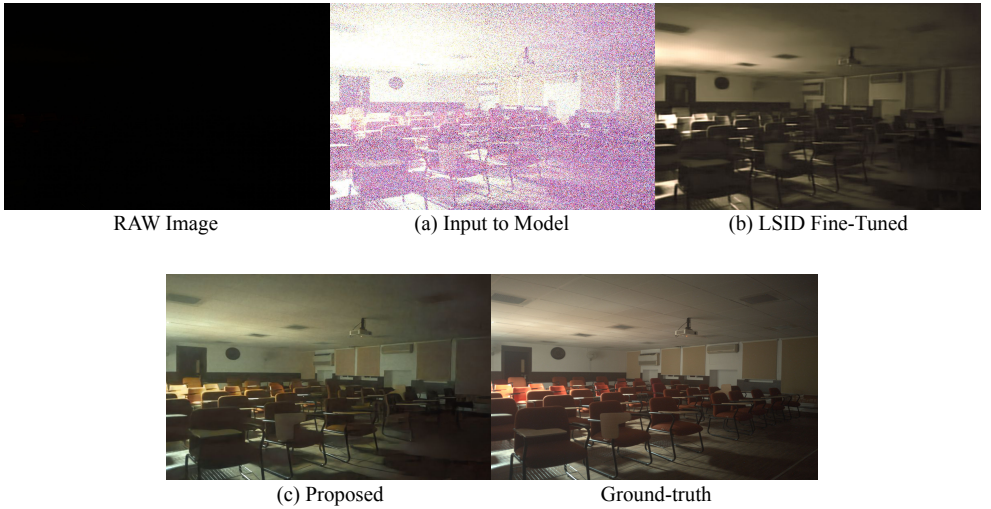 RAW Image
(a) Input to Model
(b) LSID Fine-Tuned
(c) Proposed
Ground-truth